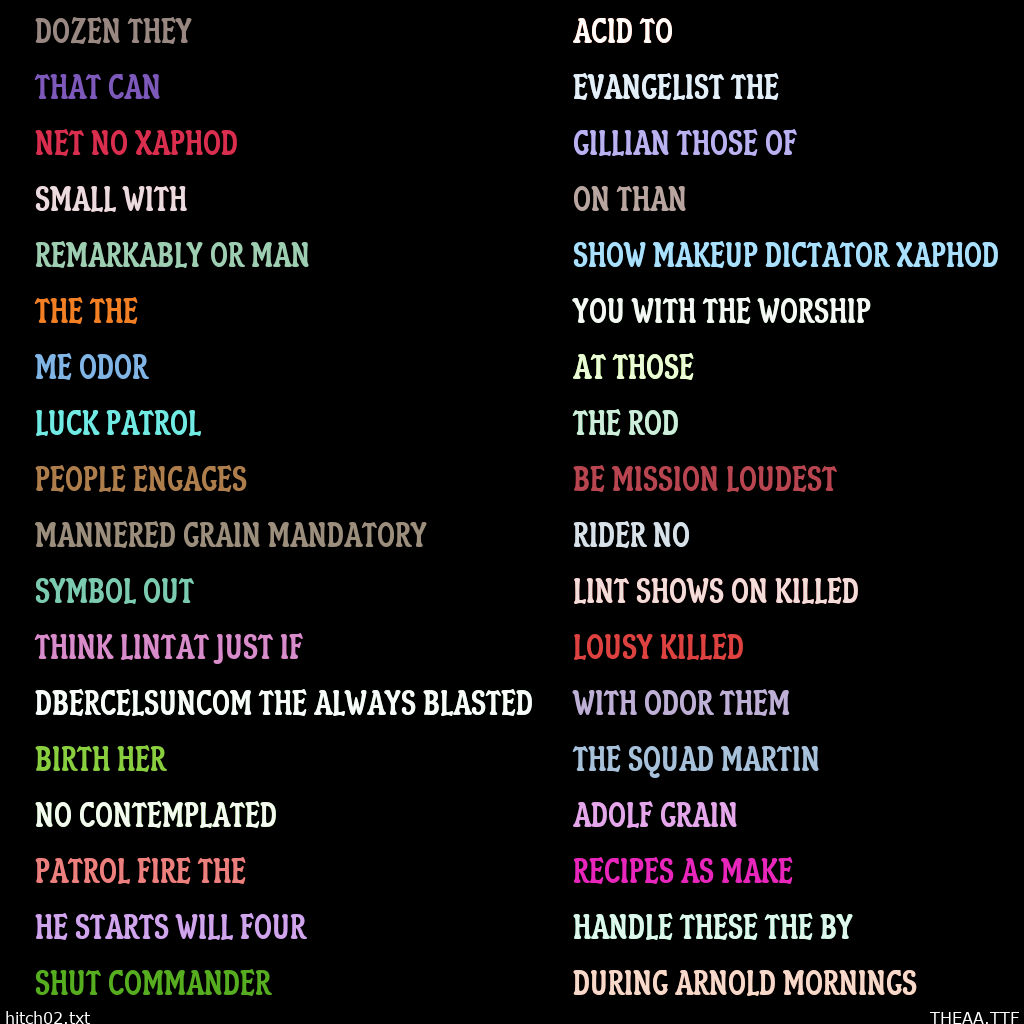 DOZEN THEY
THAT CAN
NET NO XAPHOD
SMALL WITH
REMARKABLY OR MAN
THE THE
ME ODOR
LUCK PATROL
PEOPLE ENGAGES
MANNERED GRAIN MANDATORY
SYMBOL OUT
THINK LINTAT JUST IF
DBERCELSUNCOM THE ALWAYS BLASTED
BIRTH HER
NO CONTEMPLATED
PATROL FIRE THE
HE STARTS WILL FOUR
SHUT COMMANDER
ACID TO
EVANGELIST THE
GILLIAN THOSE OF
ON THAN
SHOW MAKEUP DICTATOR XAPHOD
YOU WITH THE WORSHIP
AT THOSE
THE ROD
BE MISSION LOUDEST
RIDER NO
LINT SHOWS ON KILLED
LOUSY KILLED
WITH ODOR THEM
THE SQUAD MARTIN
ADOLF GRAIN
RECIPES AS MAKE
HANDLE THESE THE BY
DURING ARNOLD MORNINGS
hitch02.txt
THEAA.TTF